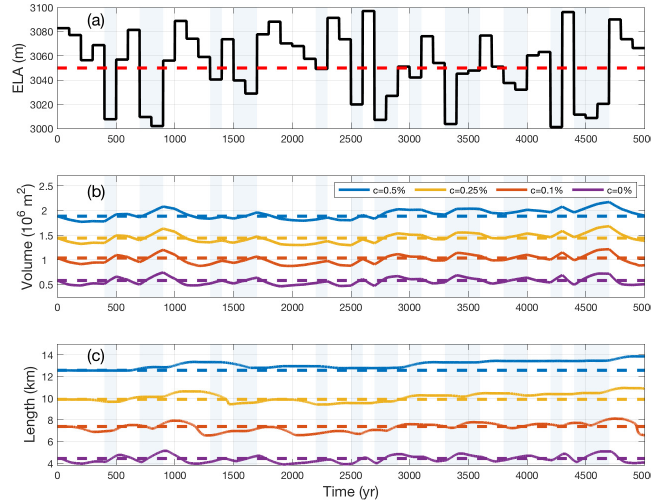 (a)
ELA (m)
3100
3080
3060
3040
3020
3000
0 500 1000 1500 2000 2500 3000 3500 4000 4500 5000
(b)
c=0.5% c=0.25% c=0.1% c=0%
Volume (10⁶ m²)
2.5
2
1.5
1
0.5
0 500 1000 1500 2000 2500 3000 3500 4000 4500 5000
(c)
Length (km)
14
12
10
8
6
4
0 500 1000 1500 2000 2500 3000 3500 4000 4500 5000
Time (yr)